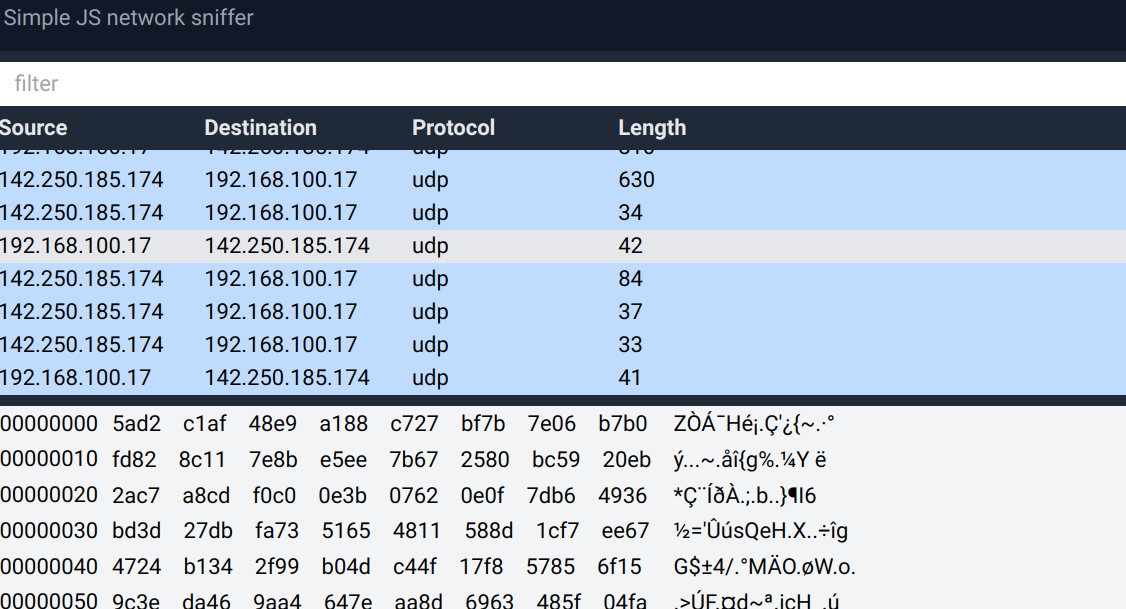 Simple JS network sniffer
filter
Source Destination Protocol Length
142.250.185.174 192.168.100.17 udp 630
142.250.185.174 192.168.100.17 udp 34
192.168.100.17 142.250.185.174 udp 42
142.250.185.174 192.168.100.17 udp 84
142.250.185.174 192.168.100.17 udp 37
142.250.185.174 192.168.100.17 udp 33
192.168.100.17 142.250.185.174 udp 41
00000000 5ad2 c1af 48e9 a188 c727 bf7b 7e06 b7b0 ZÒÁ¯Hé¡.Ç'¿{~.·°
00000010 fd82 8c11 7e8b e5ee 7b67 2580 bc59 20eb ý...~.åî{g%.¼Y ë
00000020 2ac7 a8cd f0c0 0e3b 0762 0e0f 7db6 4936 *Ç¨ÍðÀ.;.b..}¶I6
00000030 bd3d 27db fa73 5165 4811 588d 1cf7 ee67 ½='ÛúsQeH.X..÷îg
00000040 4724 b134 2f99 b04d c44f 17f8 5785 6f15 G$±4/.°MÄO.øW.o.
00000050 9c3e da46 9aa4 647e aa8d 6963 485f 04fa .>ÚF.¤d~ª.icH_.ú